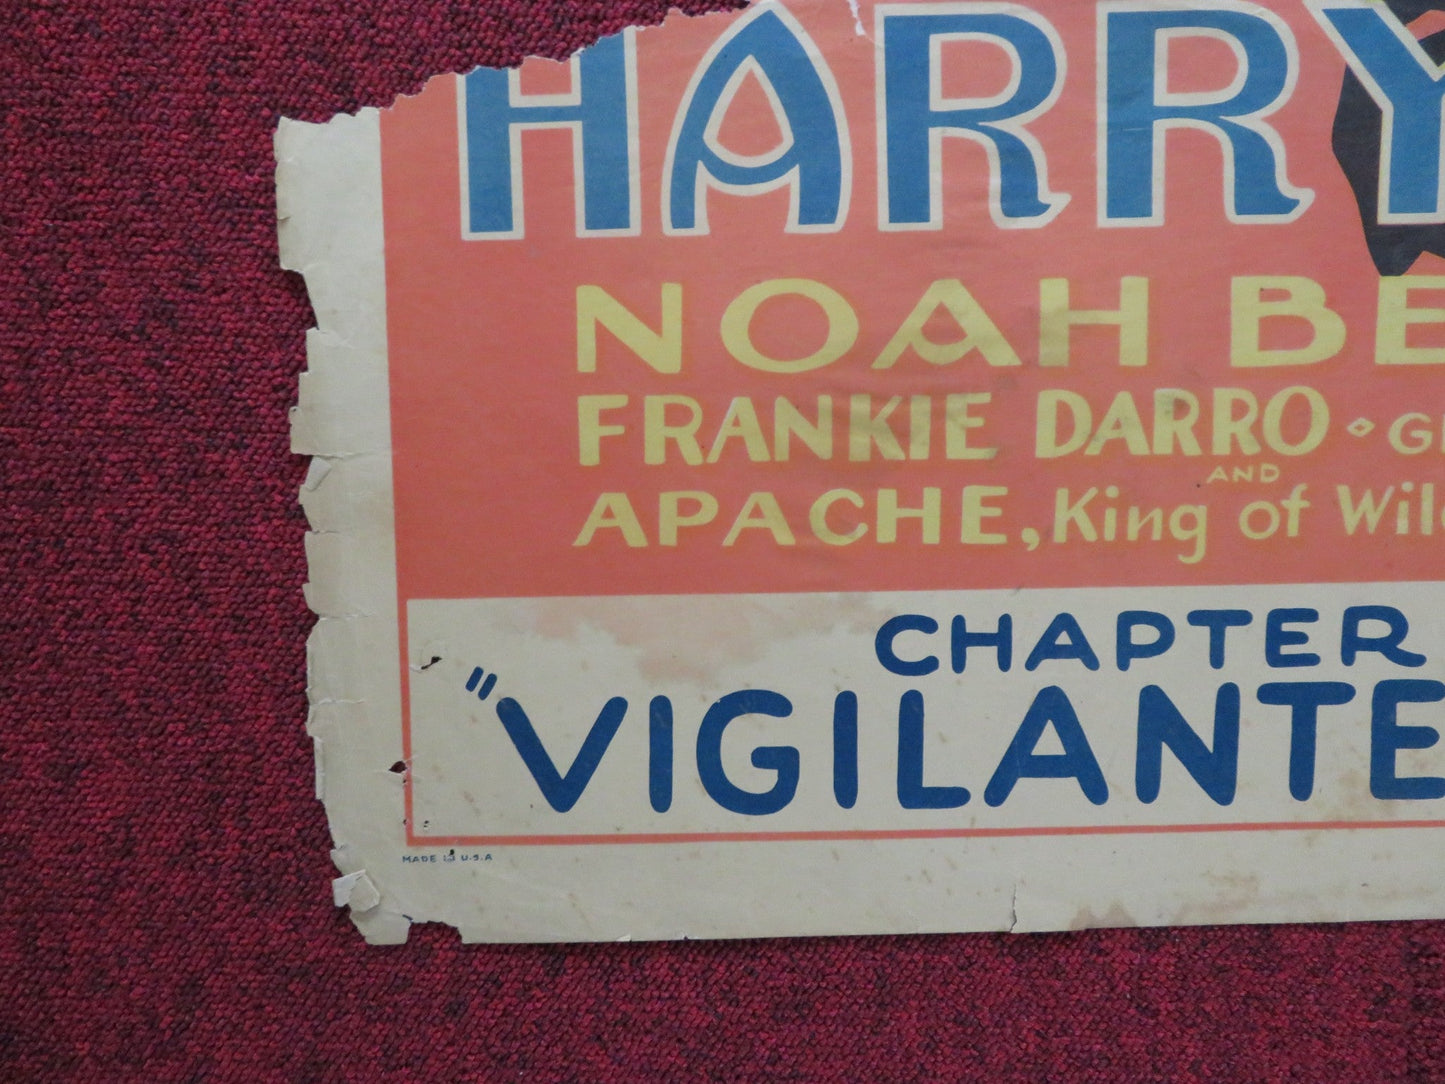 HARRY
NOAH BE
FRANKIE DARRO ⬦ G
AND
APACHE, King of Wil
CHAPTER
"VIGILANTE
MADE IN U.S.A